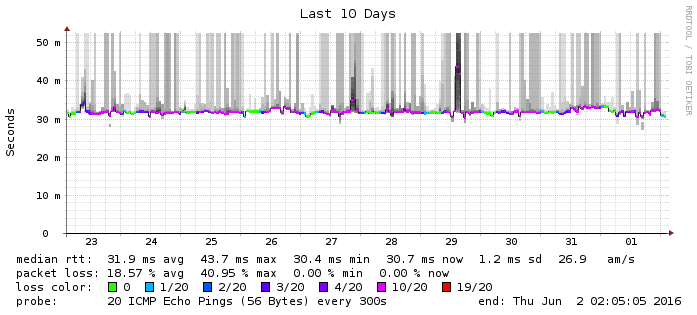 Last 10 Days
RRDTOOL / TOBI OETIKER
Seconds
50 m
40 m
30 m
20 m
10 m
0
23 24 25 26 27 28 29 30 31 01
median rtt: 31.9 ms avg 43.7 ms max 30.4 ms min 30.7 ms now 1.2 ms sd 26.9 am/s
packet loss: 18.57 % avg 40.95 % max 0.00 % min 0.00 % now
loss color: 0 1/20 2/20 3/20 4/20 10/20 19/20
probe: 20 ICMP Echo Pings (56 Bytes) every 300s end: Thu Jun 2 02:05:05 2016